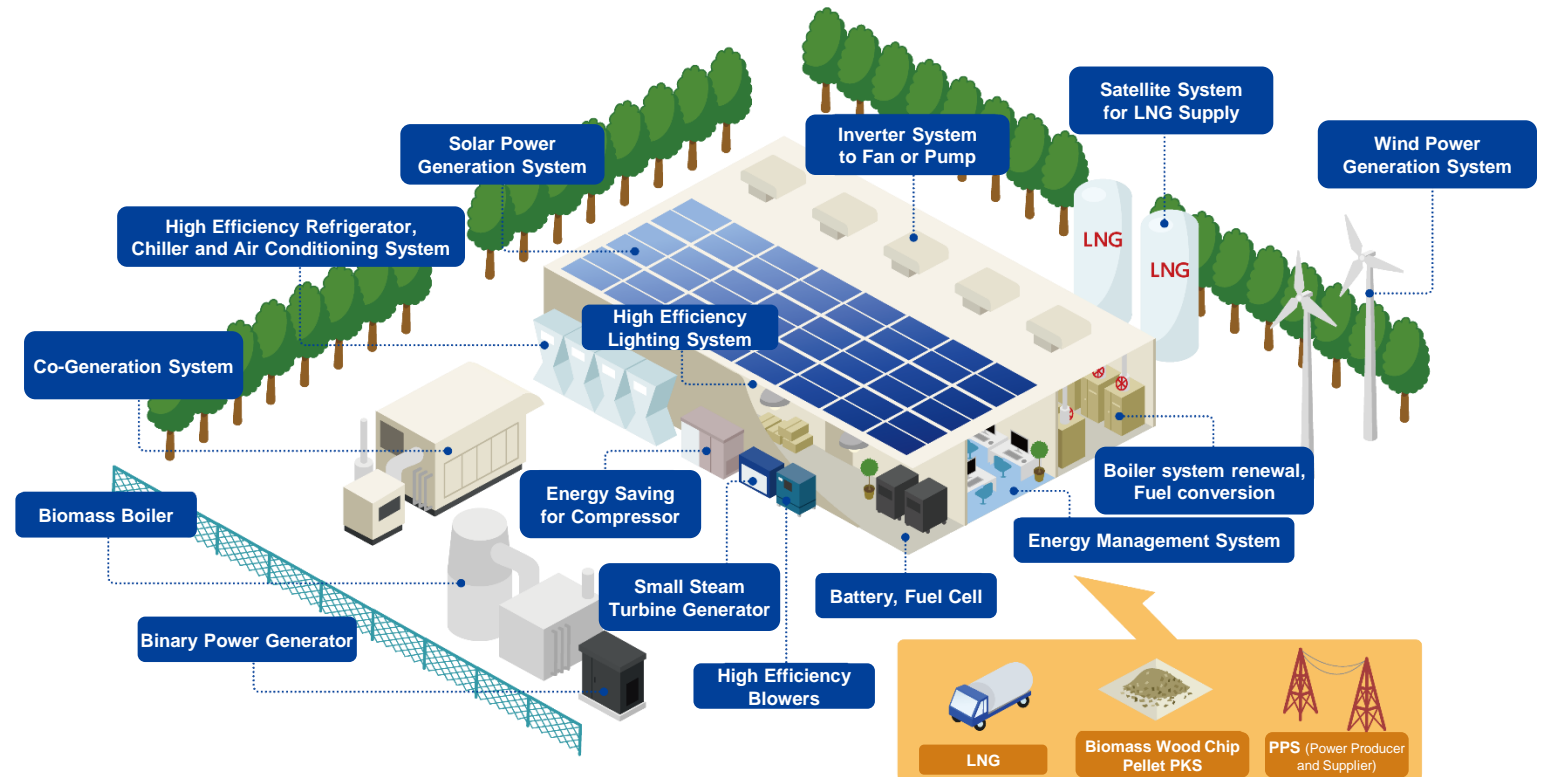 Satellite System
for LNG Supply
Solar Power
Generation System
Inverter System
to Fan or Pump
Wind Power
Generation System
High Efficiency Refrigerator,
Chiller and Air Conditioning System
LNG
LNG
High Efficiency
Lighting System
Co-Generation System
Boiler system renewal,
Fuel conversion
Energy Saving
for Compressor
Biomass Boiler
Energy Management System
Small Steam
Turbine Generator
Battery, Fuel Cell
Binary Power Generator
High Efficiency
Blowers
LNG
Biomass Wood Chip
Pellet PKS
PPS (Power Producer
and Supplier)